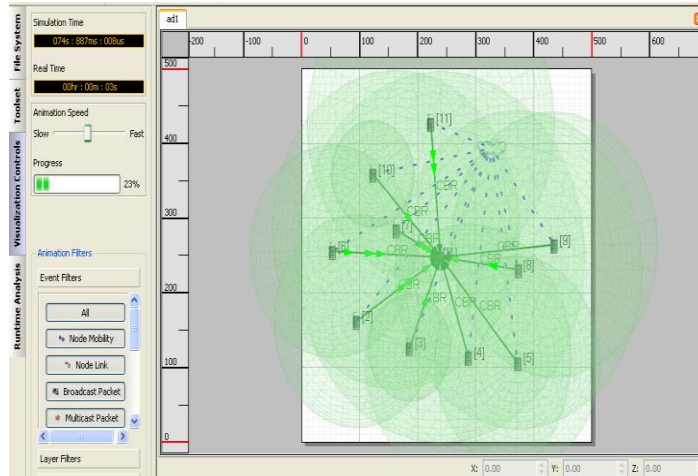 File System
Toolset
Visualization Controls
Runtime Analysis
Simulation Time
074s : 887ms : 008us
Real Time
00hr : 00m : 03s
Animation Speed
Slow
Fast
Progress
23%
Animation Filters
Event Filters
All
Node Mobility
Node Link
Broadcast Packet
Multicast Packet
Layer Filters
ad1
-200 -100 0 100 200 300 400 500 600
500
400
300
200
100
0
[11]
[10]
CBR
[7]
CBR
[6]
CBR
[9]
[8]
CBR
CBR
[2]
[3]
[4]
[5]
X: 0.00 Y: 0.00 Z: 0.00